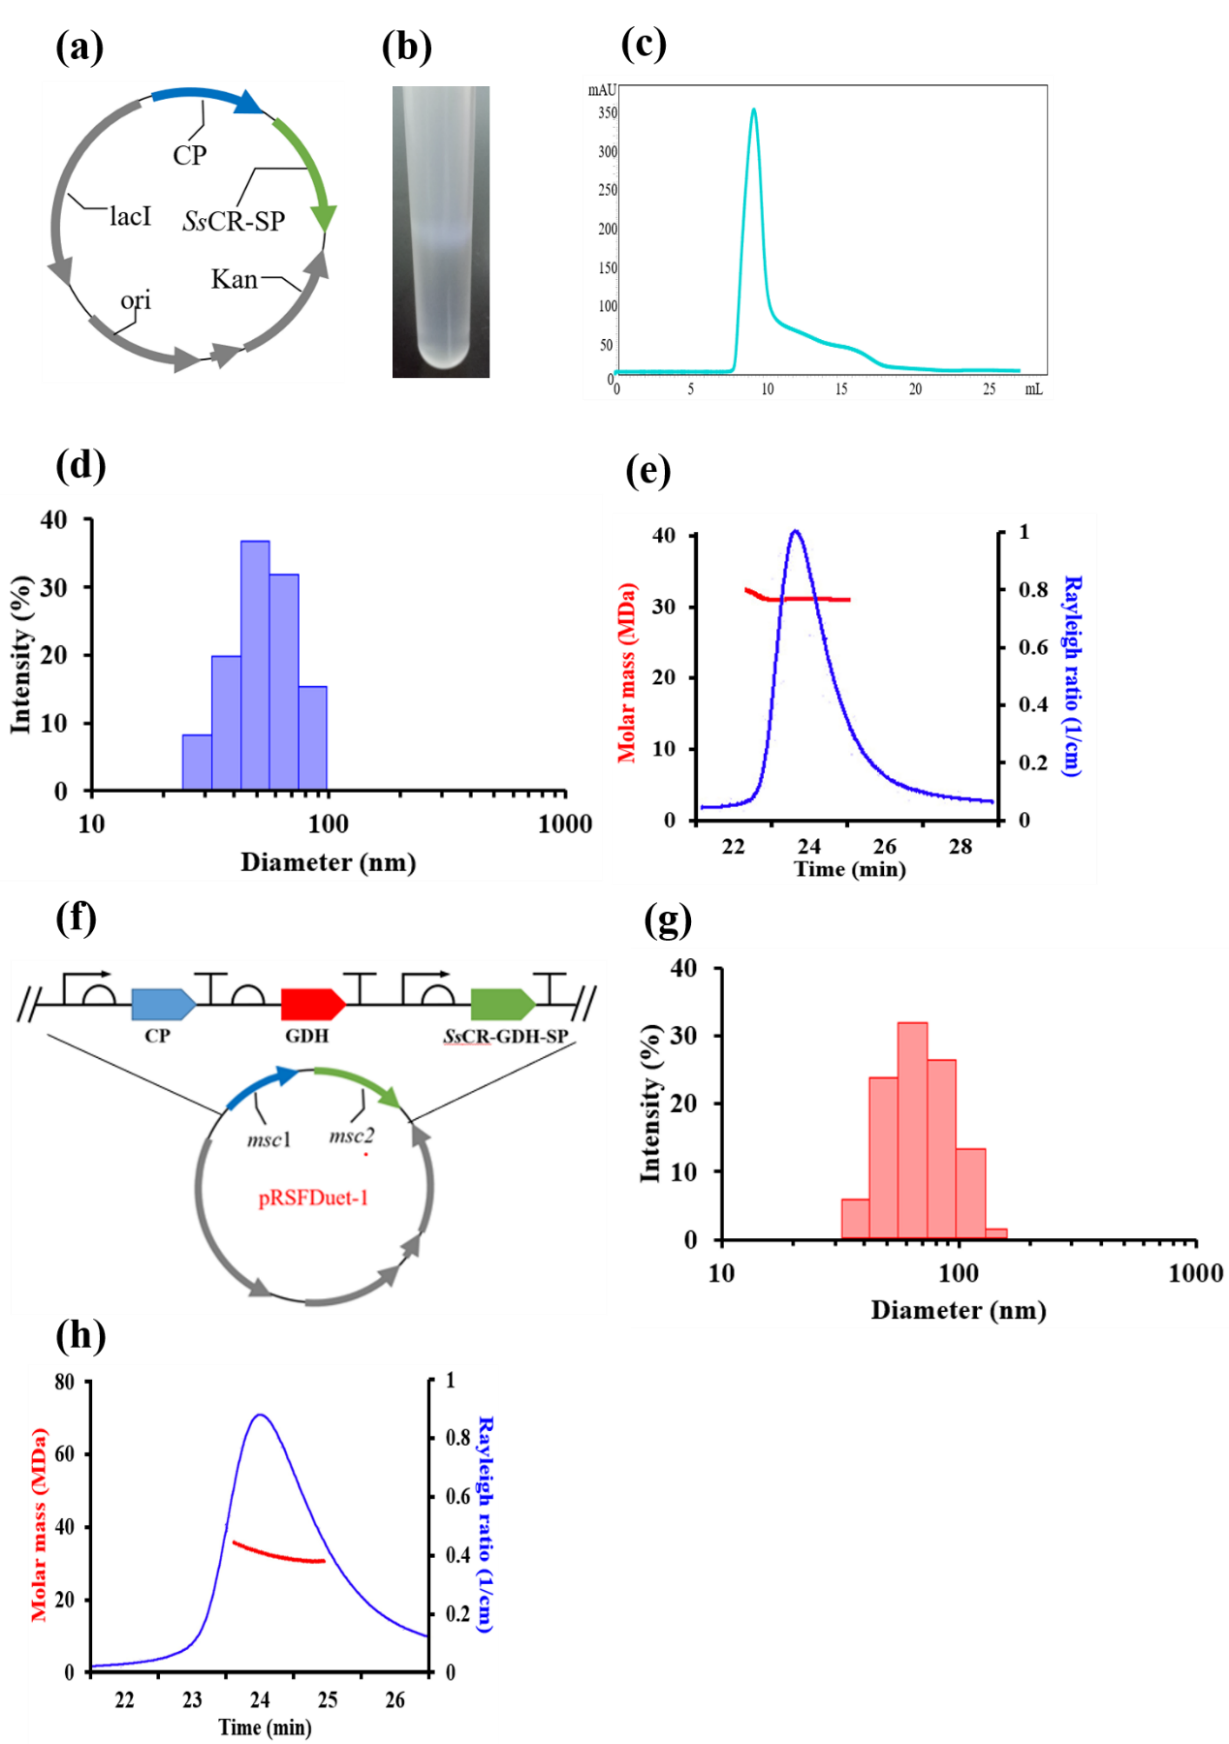 (a)
(b)
(c)
CP
lacI
SsCR-SP
Kan
ori
mAU
350
300
250
200
150
100
50
0
0 5 10 15 20 25 mL
(d)
(e)
Intensity (%)
40
30
20
10
0
10 100 1000
Diameter (nm)
Molar mass (MDa)
40
30
20
10
0
1
0.8
0.6
0.4
0.2
0
Rayleigh ratio (1/cm)
22 24 26 28
Time (min)
(f)
(g)
CP GDH SsCR-GDH-SP
msc1
msc2
pRSFDuet-1
Intensity (%)
40
30
20
10
0
10 100 1000
Diameter (nm)
(h)
Molar mass (MDa)
80
60
40
20
0
1
0.8
0.6
0.4
0.2
0
Rayleigh ratio (1/cm)
22 23 24 25 26
Time (min)